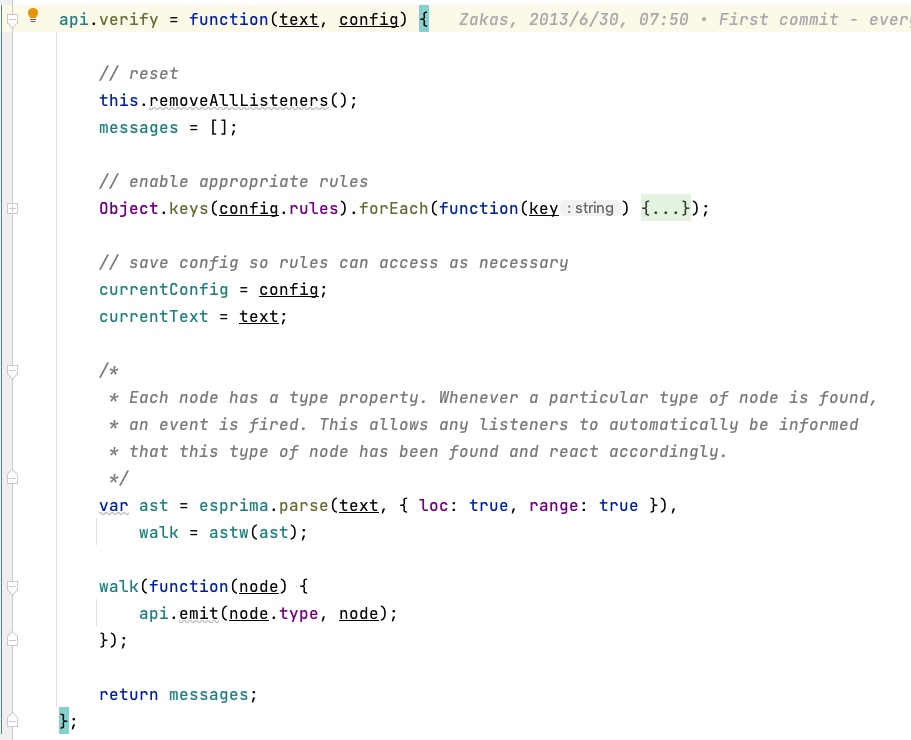 api.verify = function(text, config) { Zakas, 2013/6/30, 07:50 • First commit - ever
// reset
this.removeAllListeners();
messages = [];
// enable appropriate rules
Object.keys(config.rules).forEach(function(key : string ) {...});
// save config so rules can access as necessary
currentConfig = config;
currentText = text;
/*
* Each node has a type property. Whenever a particular type of node is found,
* an event is fired. This allows any listeners to automatically be informed
* that this type of node has been found and react accordingly.
*/
var ast = esprima.parse(text, { loc: true, range: true }),
walk = astw(ast);
walk(function(node) {
api.emit(node.type, node);
});
return messages;
};